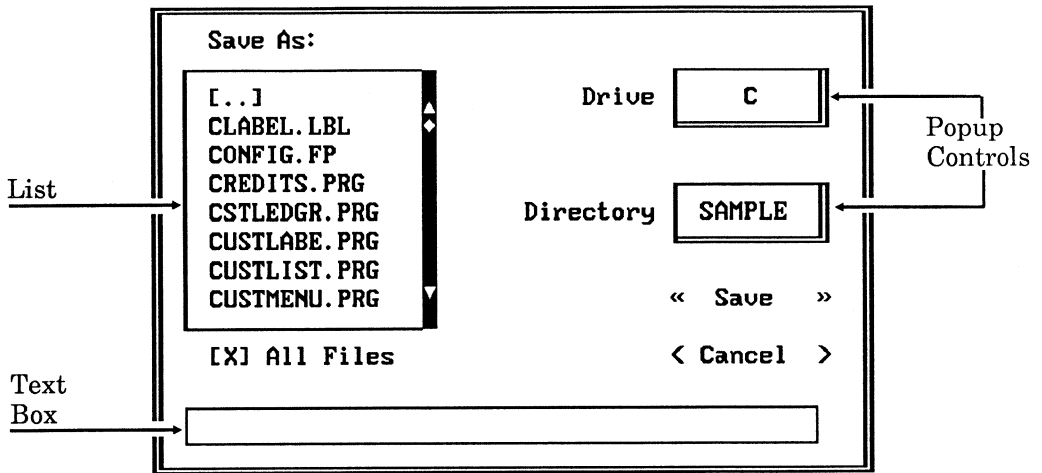 Save As:
[..]
CLABEL.LBL
CONFIG.FP
CREDITS.PRG
CSTLEDGR.PRG
CUSTLABE.PRG
CUSTLIST.PRG
CUSTMENU.PRG
[X] All Files
Drive
C
Directory
SAMPLE
« Save »
< Cancel >
List
Text
Box
Popup
Controls